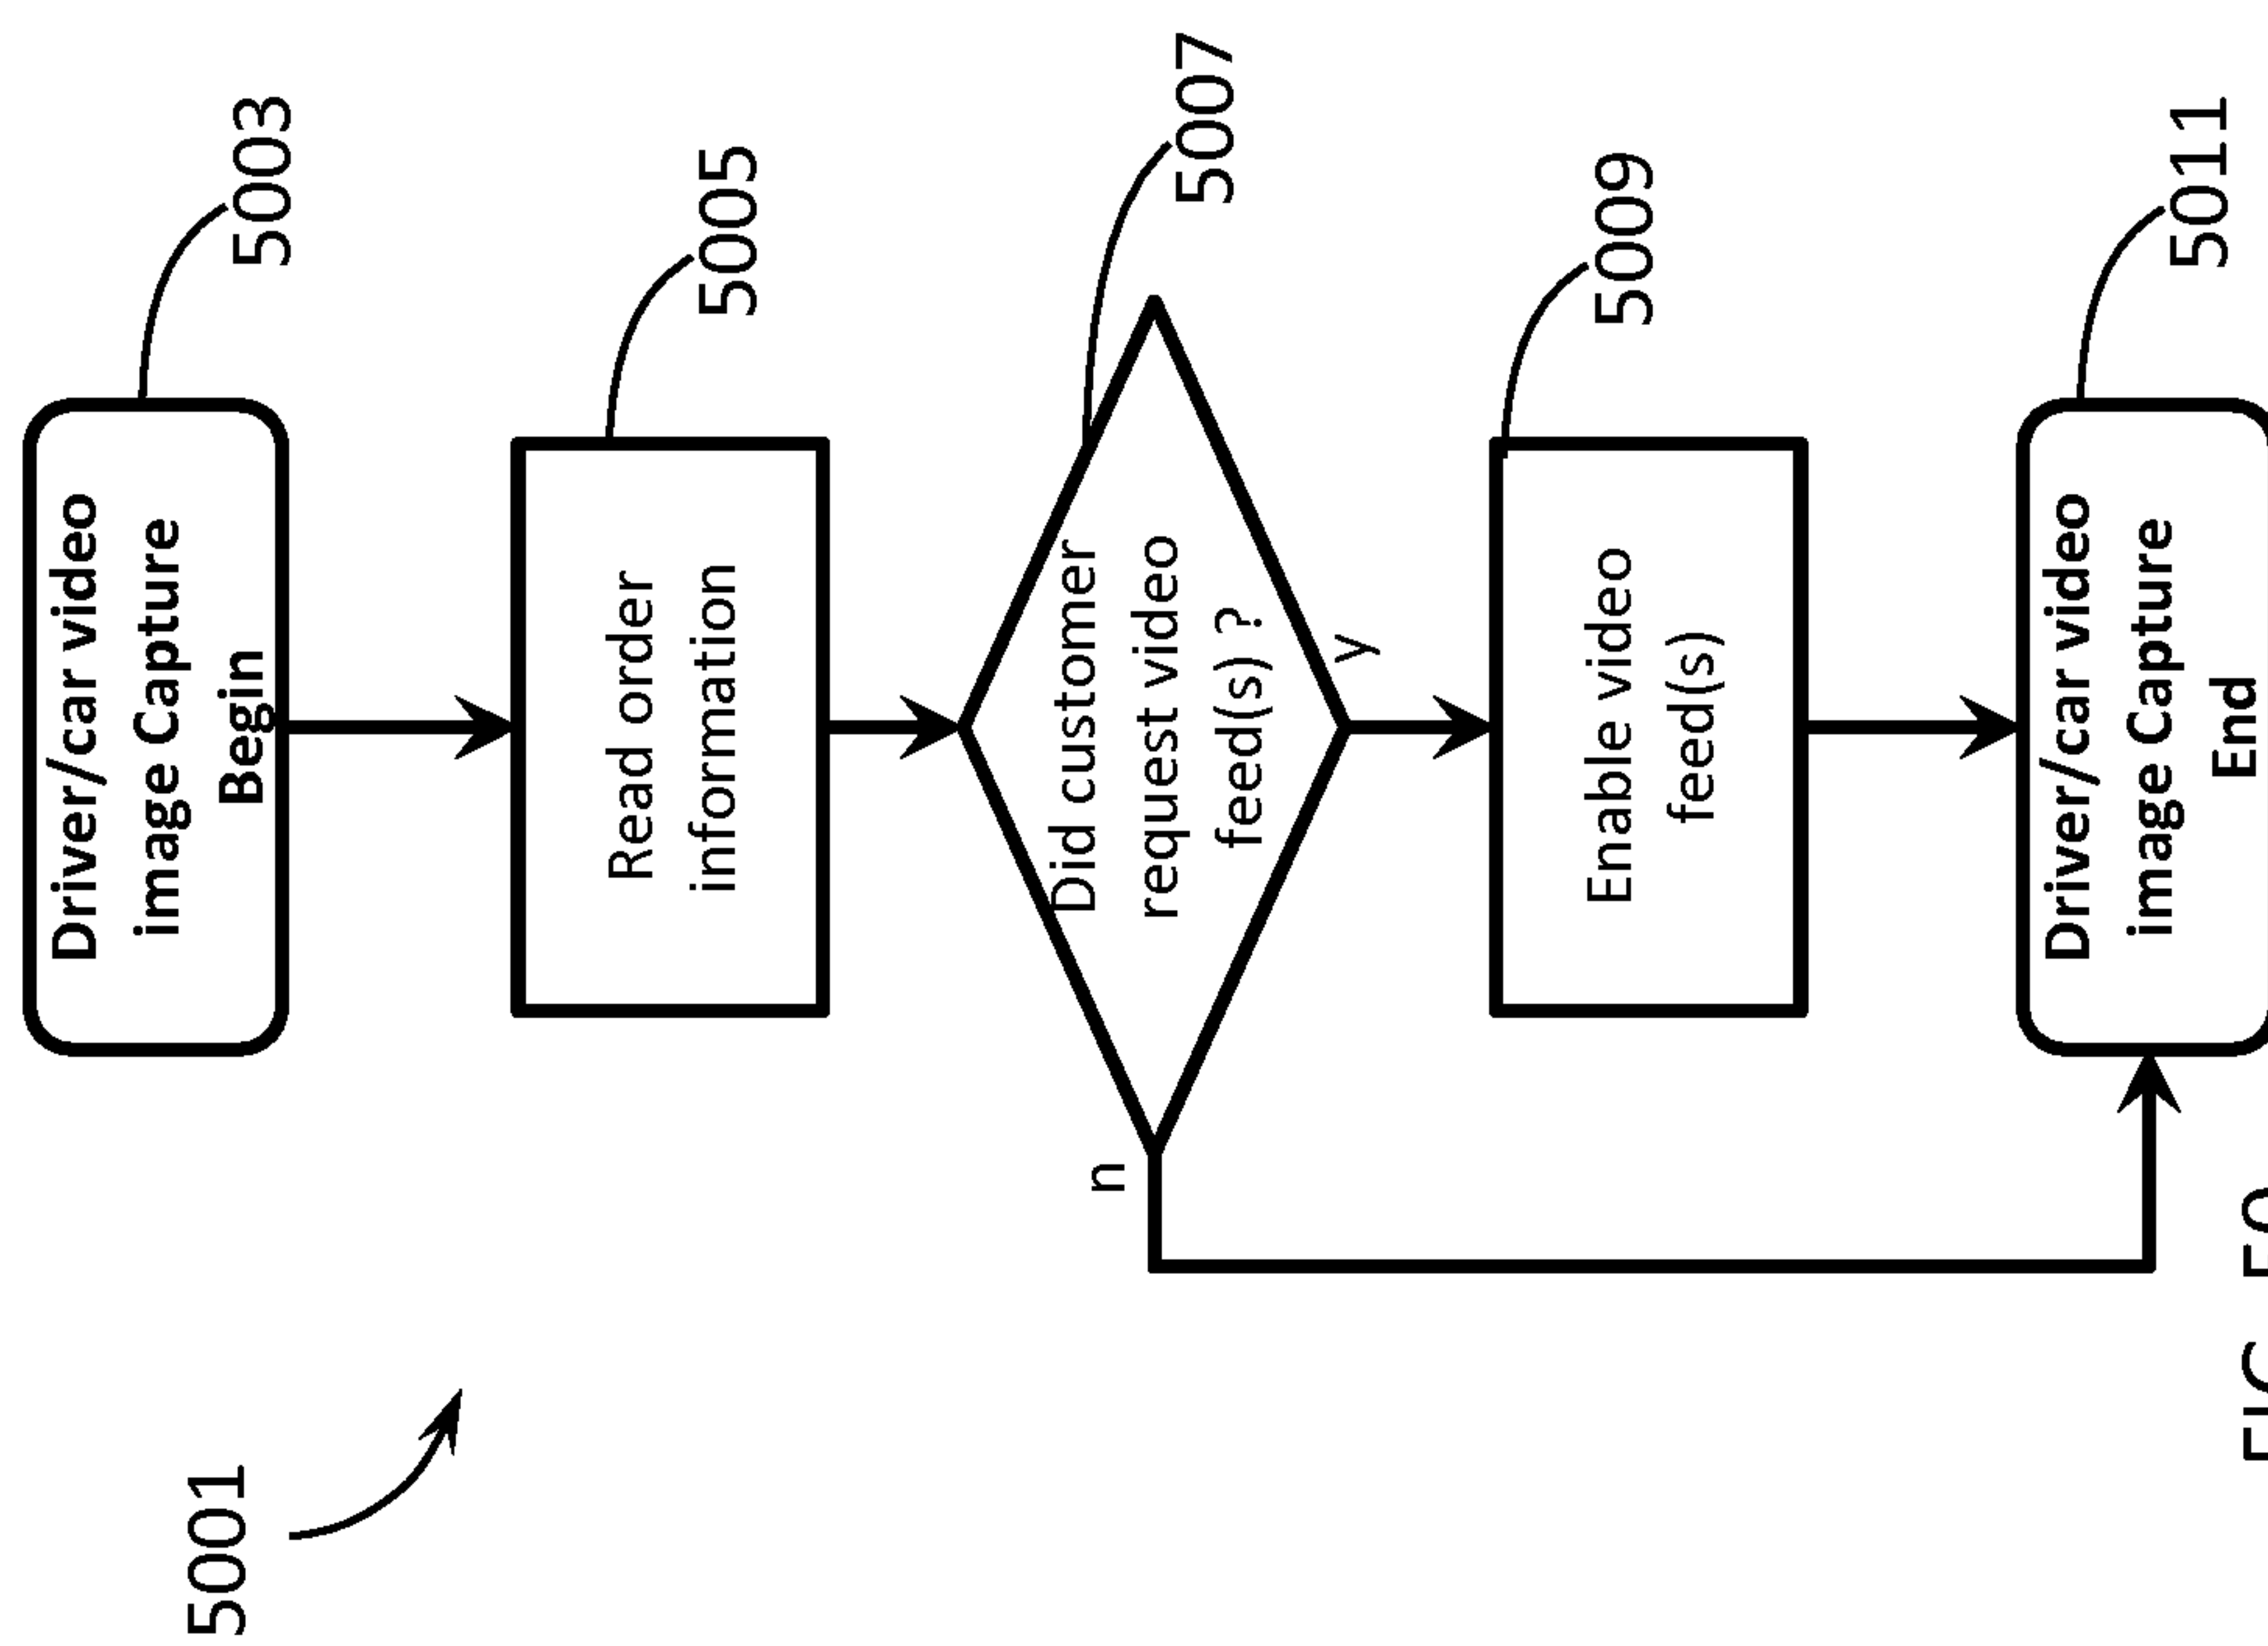 5001
Driver/car video
image Capture
Begin
5003
Read order
information
5005
Did customer
request video
feed(s) ?
5007
n
y
Enable video
feed(s)
5009
Driver/car video
image Capture
End
5011